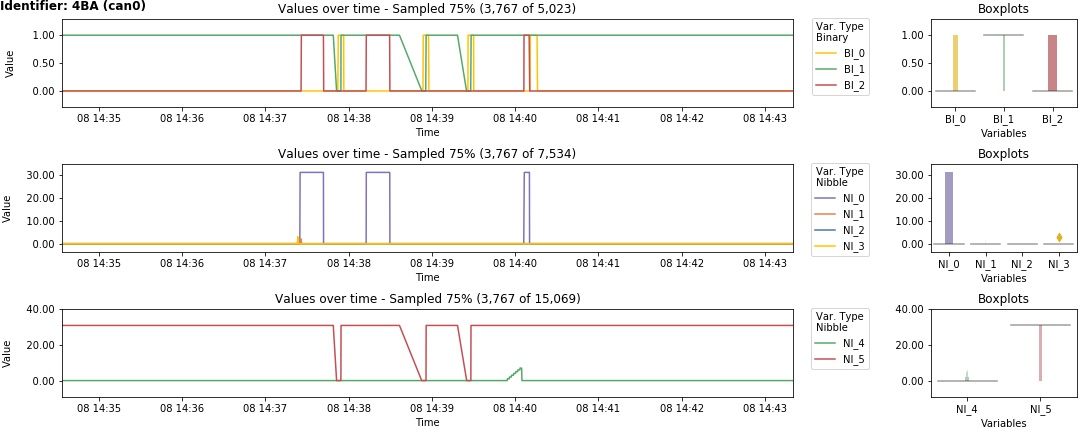 Identifier: 4BA (can0)
Values over time - Sampled 75% (3,767 of 5,023)
Boxplots
Value
1.00
0.50
0.00
08 14:35 08 14:36 08 14:37 08 14:38 08 14:39 08 14:40 08 14:41 08 14:42 08 14:43
Time
Var. Type
Binary
BI_0
BI_1
BI_2
1.00
0.50
0.00
BI_0 BI_1 BI_2
Variables
Values over time - Sampled 75% (3,767 of 7,534)
Boxplots
Value
30.00
20.00
10.00
0.00
08 14:35 08 14:36 08 14:37 08 14:38 08 14:39 08 14:40 08 14:41 08 14:42 08 14:43
Time
Var. Type
Nibble
NI_0
NI_1
NI_2
NI_3
30.00
20.00
10.00
0.00
NI_0 NI_1 NI_2 NI_3
Variables
Values over time - Sampled 75% (3,767 of 15,069)
Boxplots
Value
40.00
20.00
0.00
08 14:35 08 14:36 08 14:37 08 14:38 08 14:39 08 14:40 08 14:41 08 14:42 08 14:43
Time
Var. Type
Nibble
NI_4
NI_5
40.00
20.00
0.00
NI_4 NI_5
Variables